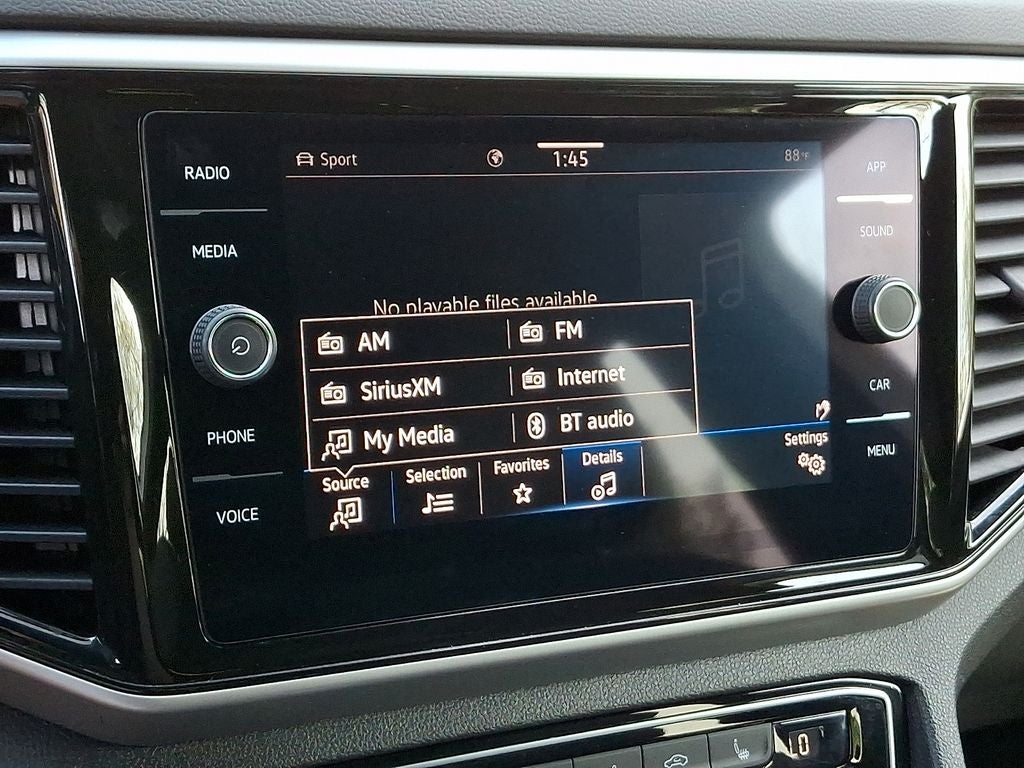 RADIO
MEDIA
PHONE
VOICE
Sport 1:45 88°F
No playable files available
AM FM
SiriusXM Internet
My Media BT audio
Source Selection Favorites Details Settings
APP
SOUND
CAR
MENU
LO